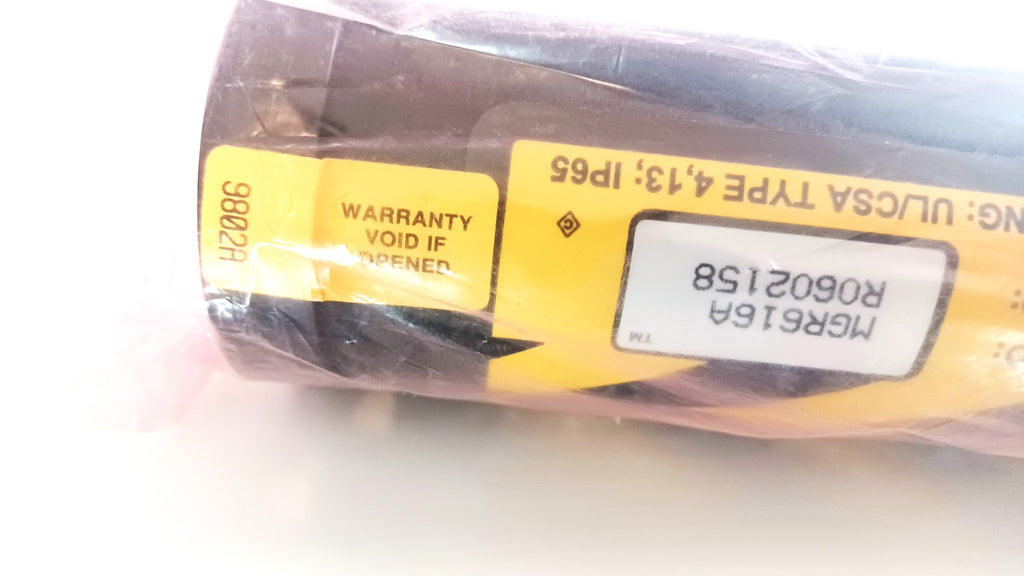 9802A
WARRANTY
VOID IF
OPENED
NG: UL/CSA TYPE 4,13; IP65
C
MGR616A
R0602158
TM